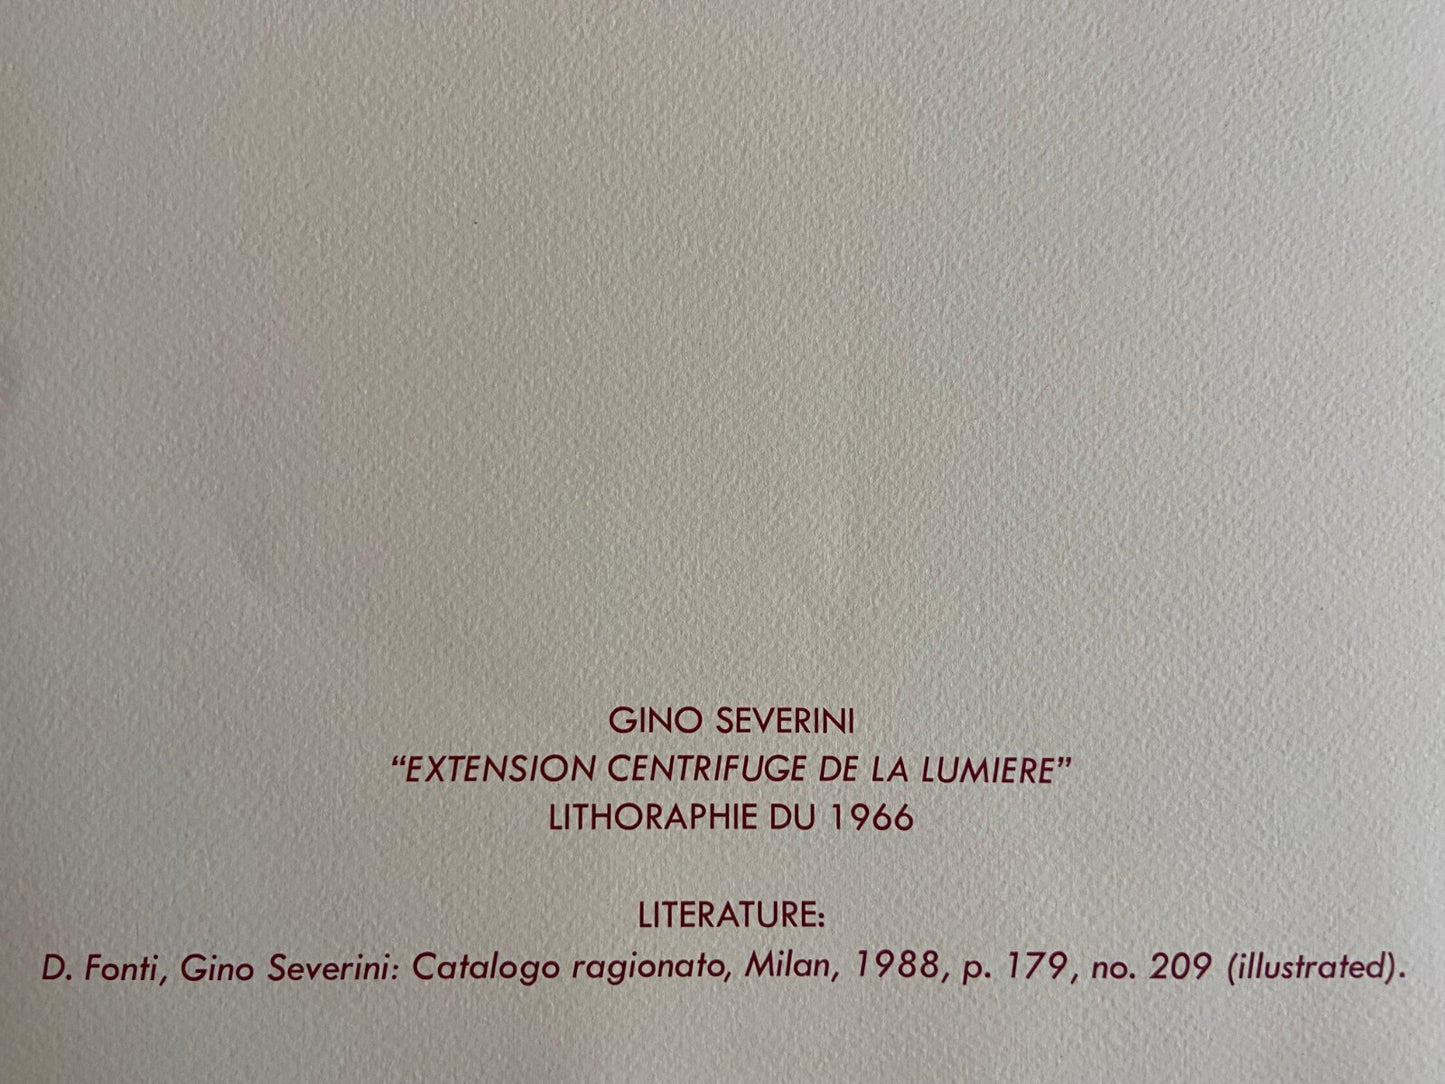 GINO SEVERINI
“EXTENSION CENTRIFUGE DE LA LUMIERE”
LITHORAPHIE DU 1966
LITERATURE:
D. Fonti, Gino Severini: Catalogo ragionato, Milan, 1988, p. 179, no. 209 (illustrated).